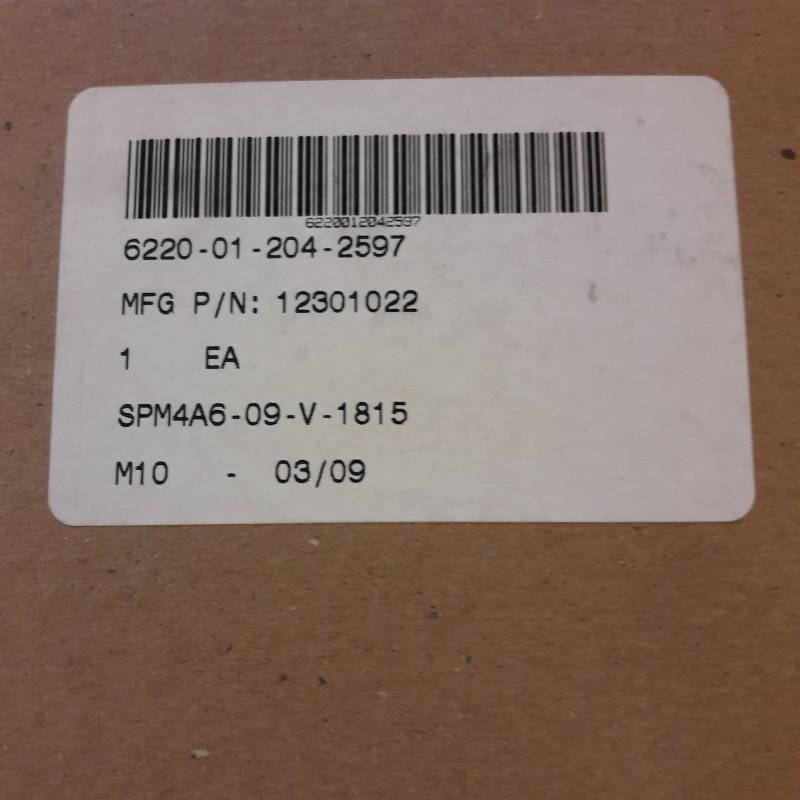 6220012042597
6220-01-204-2597
MFG P/N: 12301022
1 EA
SPM4A6-09-V-1815
M10 - 03/09